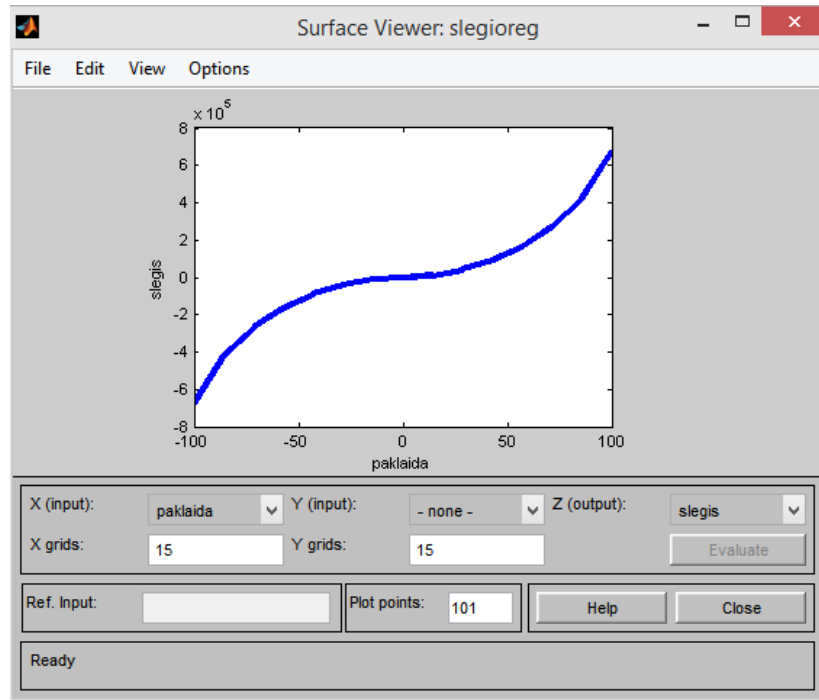 Surface Viewer: slegioreg
File Edit View Options
× 10^5
8
6
4
2
0
-2
-4
-6
-8
slegis
-100 -50 0 50 100
paklaida
X (input): paklaida Y (input): - none - Z (output): slegis
X grids: 15 Y grids: 15 Evaluate
Ref. Input: Plot points: 101 Help Close
Ready